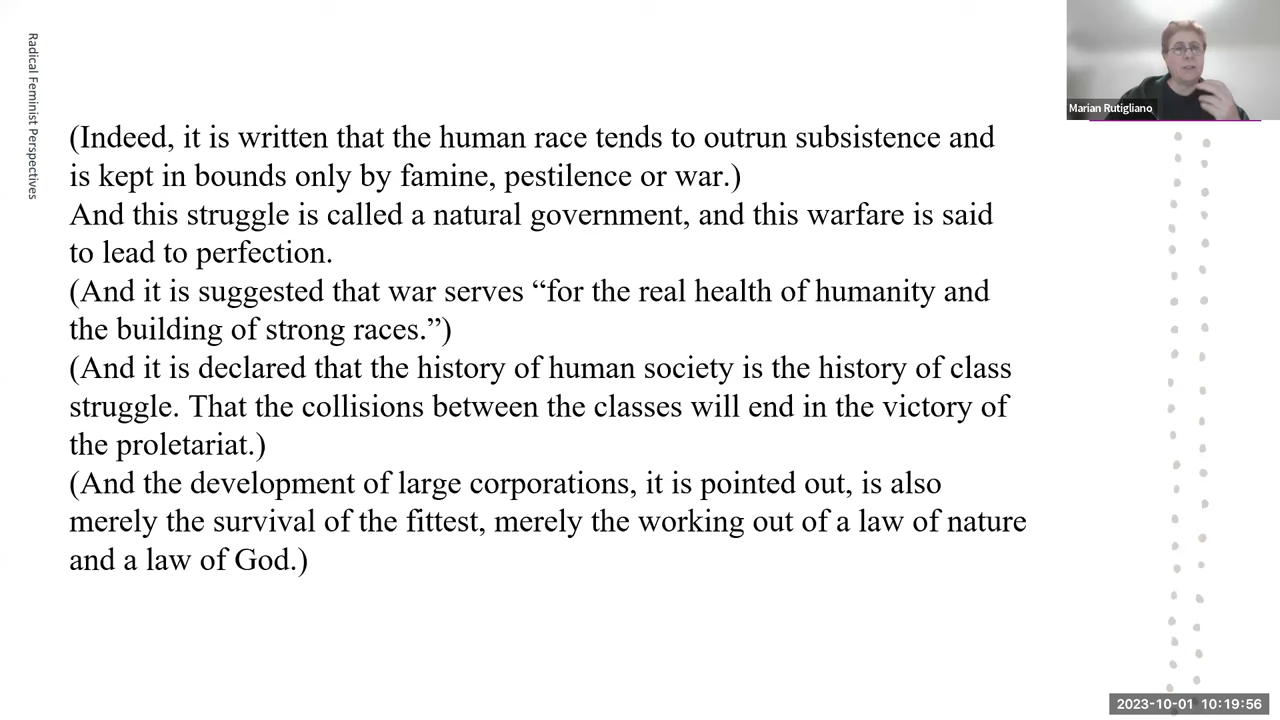 Radical Feminist Perspectives
(Indeed, it is written that the human race tends to outrun subsistence and
is kept in bounds only by famine, pestilence or war.)
And this struggle is called a natural government, and this warfare is said
to lead to perfection.
(And it is suggested that war serves “for the real health of humanity and
the building of strong races.”)
(And it is declared that the history of human society is the history of class
struggle. That the collisions between the classes will end in the victory of
the proletariat.)
(And the development of large corporations, it is pointed out, is also
merely the survival of the fittest, merely the working out of a law of nature
and a law of God.)
Marian Rutigliano
2023-10-01 10:19:56